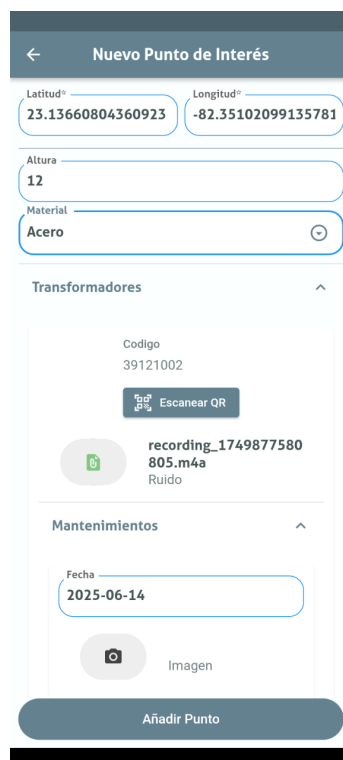 Nuevo Punto de Interés
Latitud* Longitud*
23.13660804360923 -82.35102099135781
Altura
12
Material
Acero
Transformadores
Codigo
39121002
Escanear QR
recording_1749877580
805.m4a
Ruido
Mantenimientos
Fecha
2025-06-14
Imagen
Añadir Punto